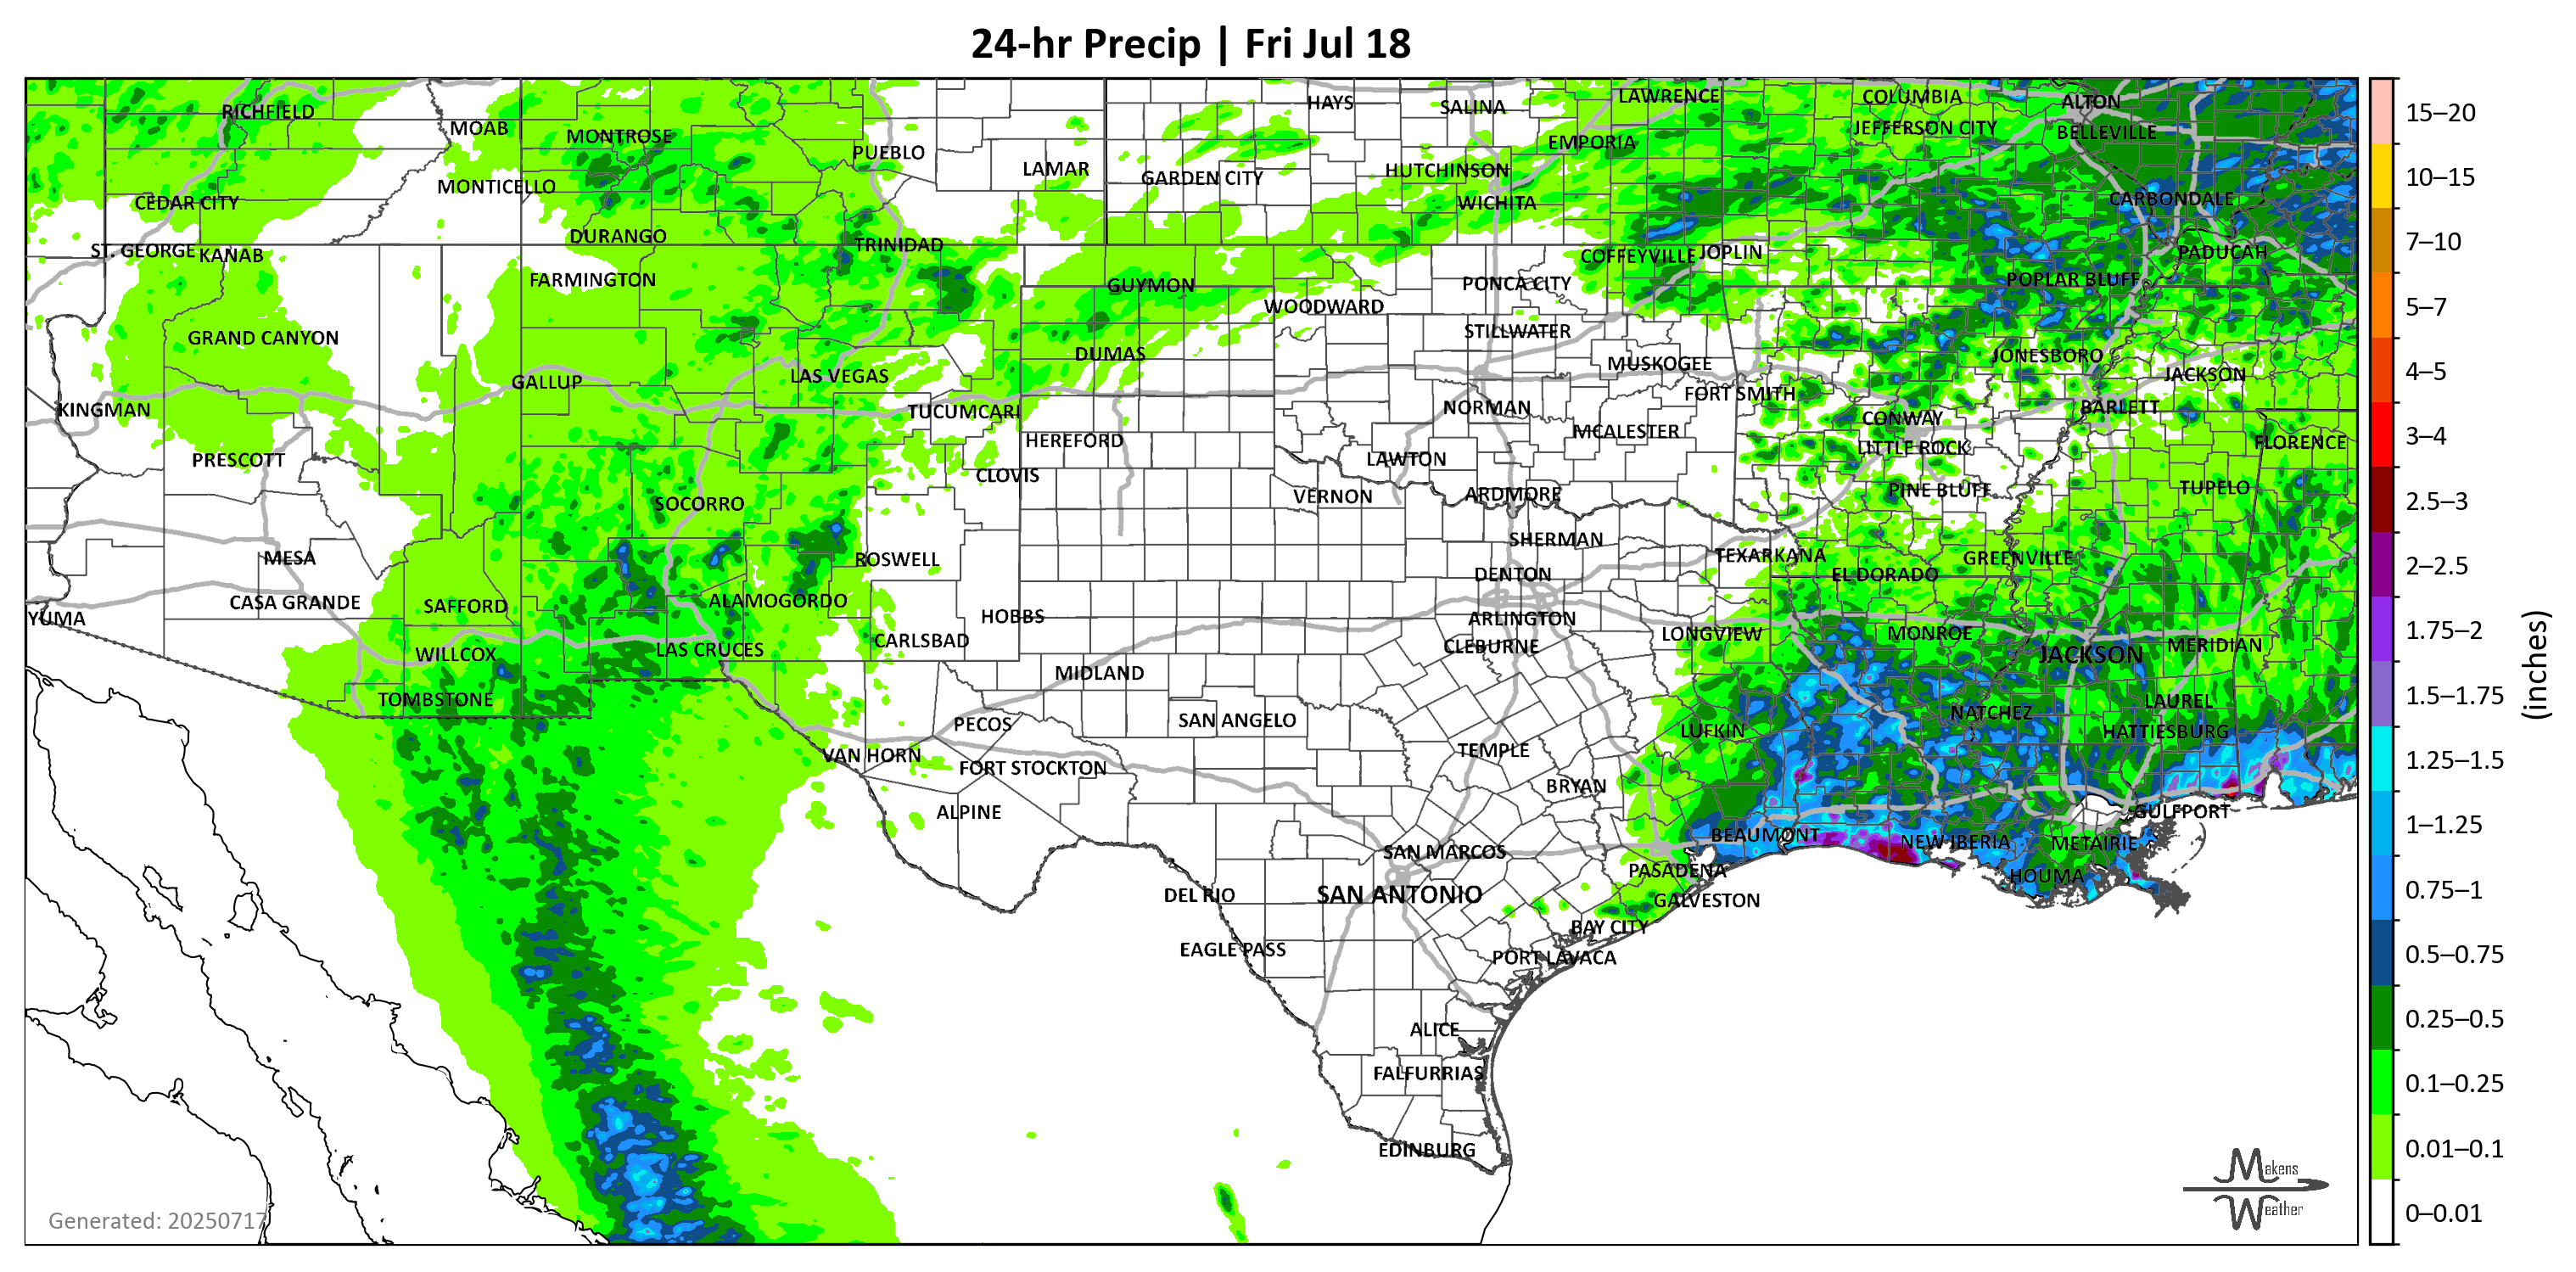 24-hr Precip | Fri Jul 18
RICHFIELD
MOAB
MONTROSE
PUEBLO
LAMAR
HAYS
SALINA
LAWRENCE
COLUMBIA
ALTON
JEFFERSON CITY
BELLEVILLE
EMPORIA
GARDEN CITY
HUTCHINSON
MONTICELLO
CEDAR CITY
WICHITA
CARBONDALE
DURANGO
TRINIDAD
ST. GEORGE
KANAB
COFFEYVILLE
JOPLIN
PADUCAH
FARMINGTON
GUYMON
PONCA CITY
POPLAR BLUFF
WOODWARD
GRAND CANYON
STILLWATER
DUMAS
JONESBORO
MUSKOGEE
LAS VEGAS
GALLUP
JACKSON
FORT SMITH
KINGMAN
TUCUMCARI
NORMAN
BARLETT
CONWAY
HEREFORD
MCALESTER
FLORENCE
LITTLE ROCK
PRESCOTT
CLOVIS
LAWTON
SOCORRO
VERNON
ARDMORE
PINE BLUFF
TUPELO
MESA
ROSWELL
SHERMAN
TEXARKANA
GREENVILLE
DENTON
EL DORADO
CASA GRANDE
SAFFORD
ALAMOGORDO
YUMA
HOBBS
ARLINGTON
LONGVIEW
MONROE
WILLCOX
LAS CRUCES
CARLSBAD
CLEBURNE
JACKSON
MERIDIAN
MIDLAND
TOMBSTONE
LAUREL
PECOS
SAN ANGELO
NATCHEZ
LUFKIN
HATTIESBURG
VAN HORN
FORT STOCKTON
TEMPLE
BRYAN
ALPINE
GULFPORT
BEAUMONT
NEW IBERIA
METAIRIE
SAN MARCOS
PASADENA
HOUMA
DEL RIO
SAN ANTONIO
GALVESTON
BAY CITY
EAGLE PASS
PORT LAVACA
ALICE
FALFURRIAS
EDINBURG
Generated: 20250717
Makens
Weather
15–20
10–15
7–10
5–7
4–5
3–4
2.5–3
2–2.5
1.75–2
1.5–1.75
1.25–1.5
1–1.25
0.75–1
0.5–0.75
0.25–0.5
0.1–0.25
0.01–0.1
0–0.01
(inches)